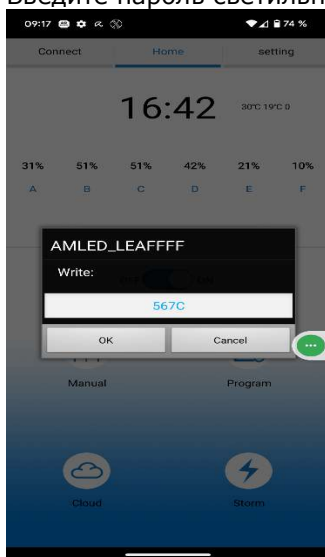 Введите пароль светильн
09:17 74 %
Connect Home setting
16:42 30℃ 19℃ 0
31% 51% 51% 42% 21% 10%
A B C D E F
AMLED_LEAFFFF
Write:
567C
OK Cancel
Manual Program
Cloud Storm